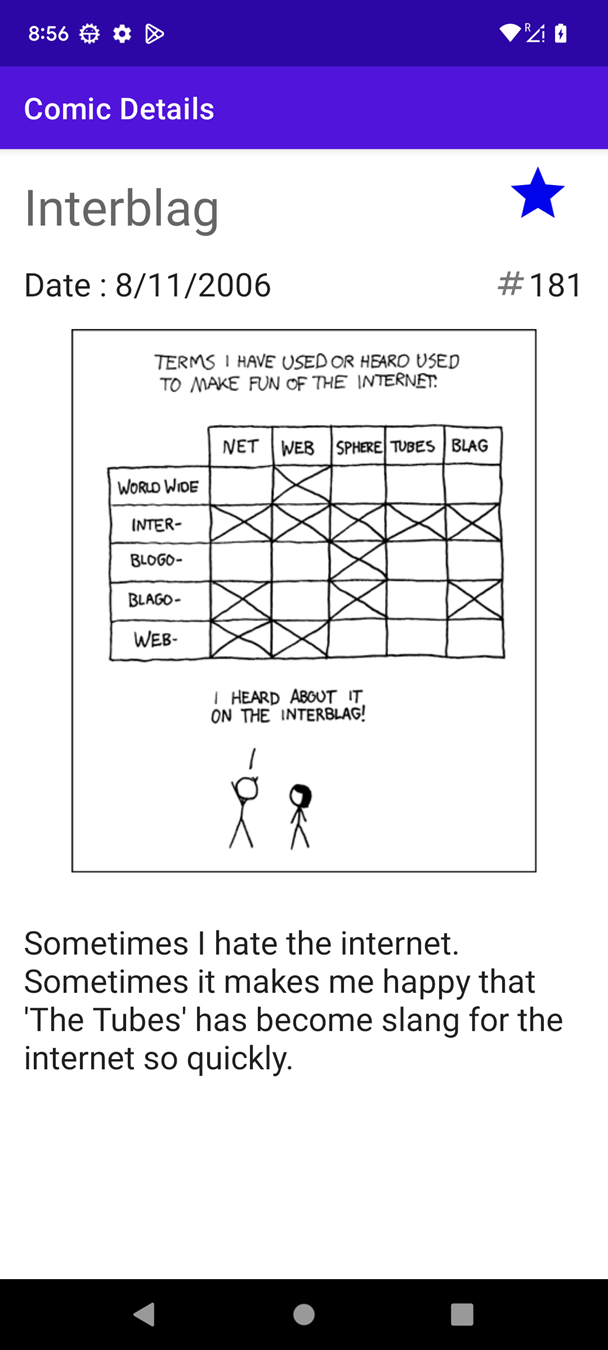 8:56
R
Comic Details
Interblag
Date : 8/11/2006 #181
TERMS I HAVE USED OR HEARD USED
TO MAKE FUN OF THE INTERNET:
NET WEB SPHERE TUBES BLAG
WORLD WIDE
INTER-
BLOGO-
BLAGO-
WEB-
I HEARD ABOUT IT
ON THE INTERBLAG!
Sometimes I hate the internet.
Sometimes it makes me happy that
'The Tubes' has become slang for the
internet so quickly.